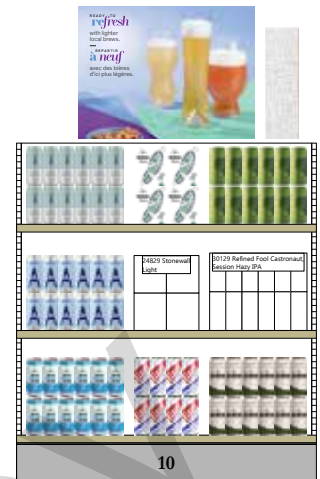 READY TO
refresh
with lighter
local brews.
REPARTIR
à neuf
avec des bières
d'ici plus légères.
24829 Stonewall
Light
30129 Refined Fool Castronaut
Session Hazy IPA
10